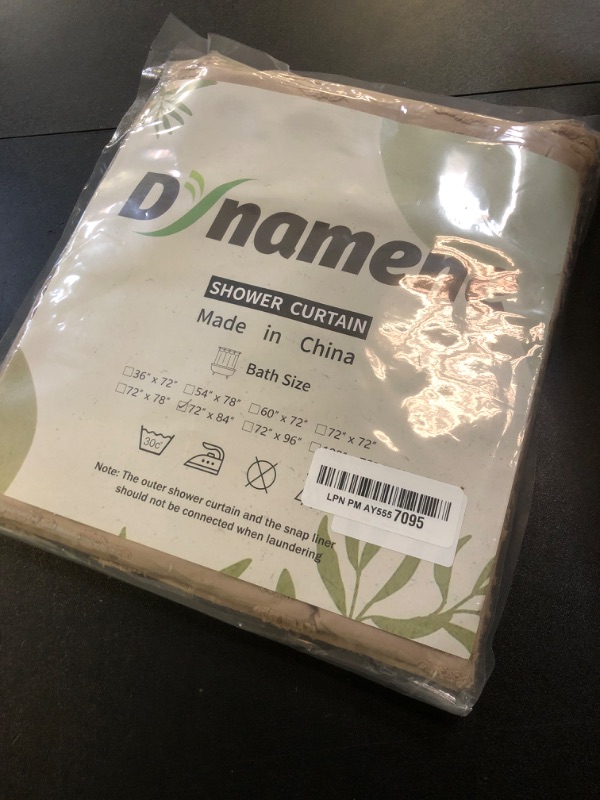 Dynamene
SHOWER CURTAIN
Made in China
Bath Size
☐36" x 72" ☐54" x 78" ☐60" x 72" ☐72" x 72"
☐72" x 78" ☑72" x 84" ☐72" x 96"
30c°
LPN PM AY5557095
Note: The outer shower curtain and the snap liner
should not be connected when laundering